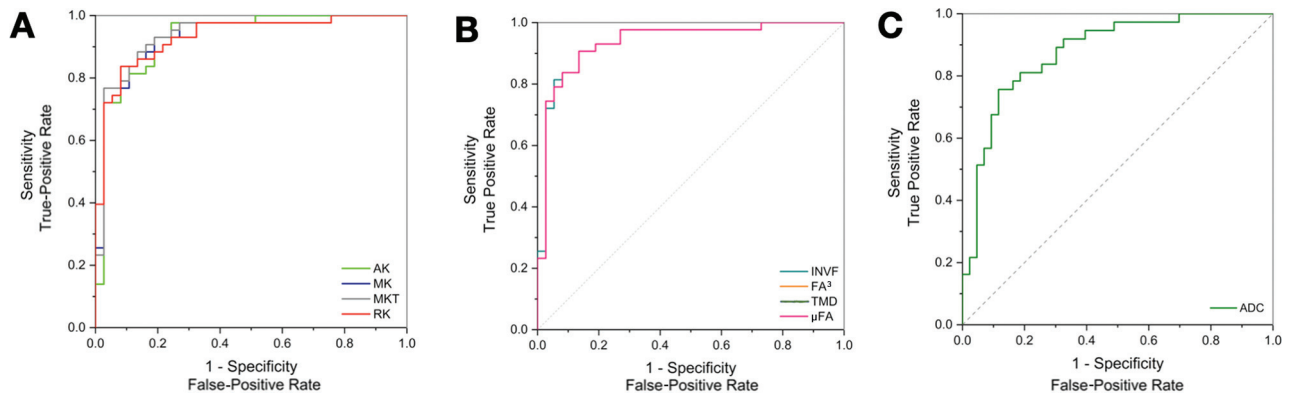 A
1.0
0.8
0.6
0.4
0.2
0.0
Sensitivity
True-Positive Rate
AK
MK
MKT
RK
0.0 0.2 0.4 0.6 0.8 1.0
1 - Specificity
False-Positive Rate
B
1.0
0.8
0.6
0.4
0.2
0.0
Sensitivity
True Positive Rate
INVF
FA³
TMD
μFA
0.0 0.2 0.4 0.6 0.8 1.0
1 - Specificity
False-Positive Rate
C
1.0
0.8
0.6
0.4
0.2
0.0
Sensitivity
True Positive Rate
ADC
0.0 0.2 0.4 0.6 0.8 1.0
1 - Specificity
False-Positive Rate